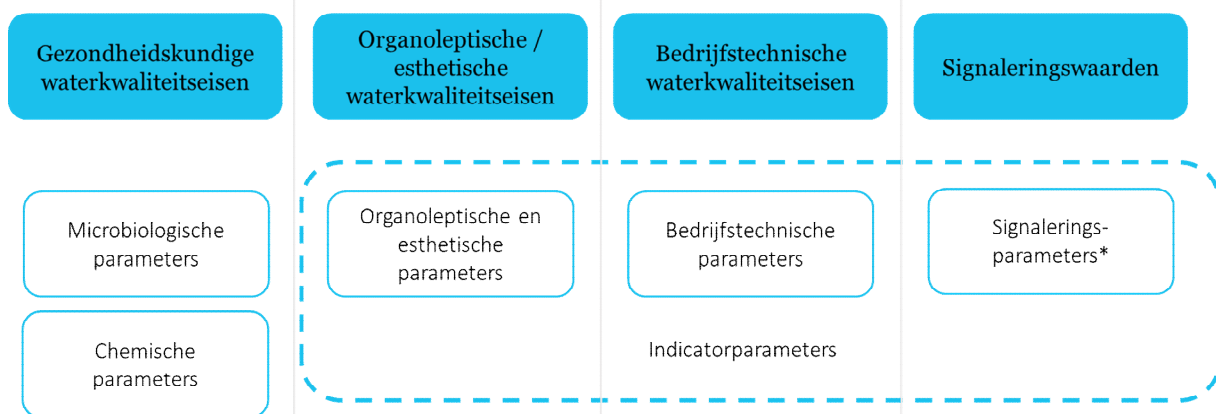 Gezondheidskundige
waterkwaliteitseisen
Organoleptische /
esthetische
waterkwaliteitseisen
Bedrijfstechnische
waterkwaliteitseisen
Signaleringswaarden
Microbiologische
parameters
Chemische
parameters
Organoleptische en
esthetische
parameters
Bedrijfstechnische
parameters
Signalerings-
parameters*
Indicatorparameters